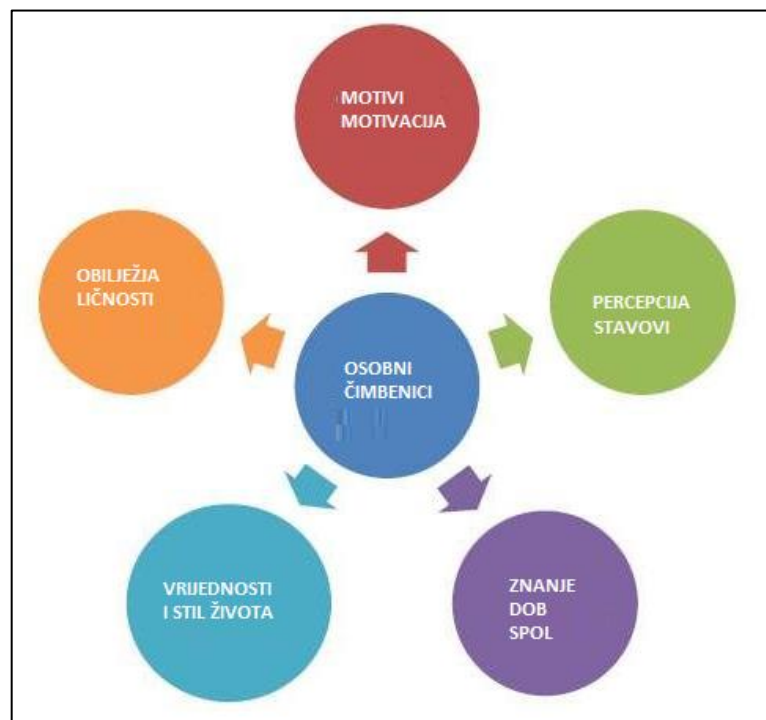 MOTIVI
MOTIVACIJA
OBILJEŽJA
LIČNOSTI
PERCEPCIJA
STAVOVI
OSOBNI
ČIMBENICI
VRIJEDNOSTI
I STIL ŽIVOTA
ZNANJE
DOB
SPOL